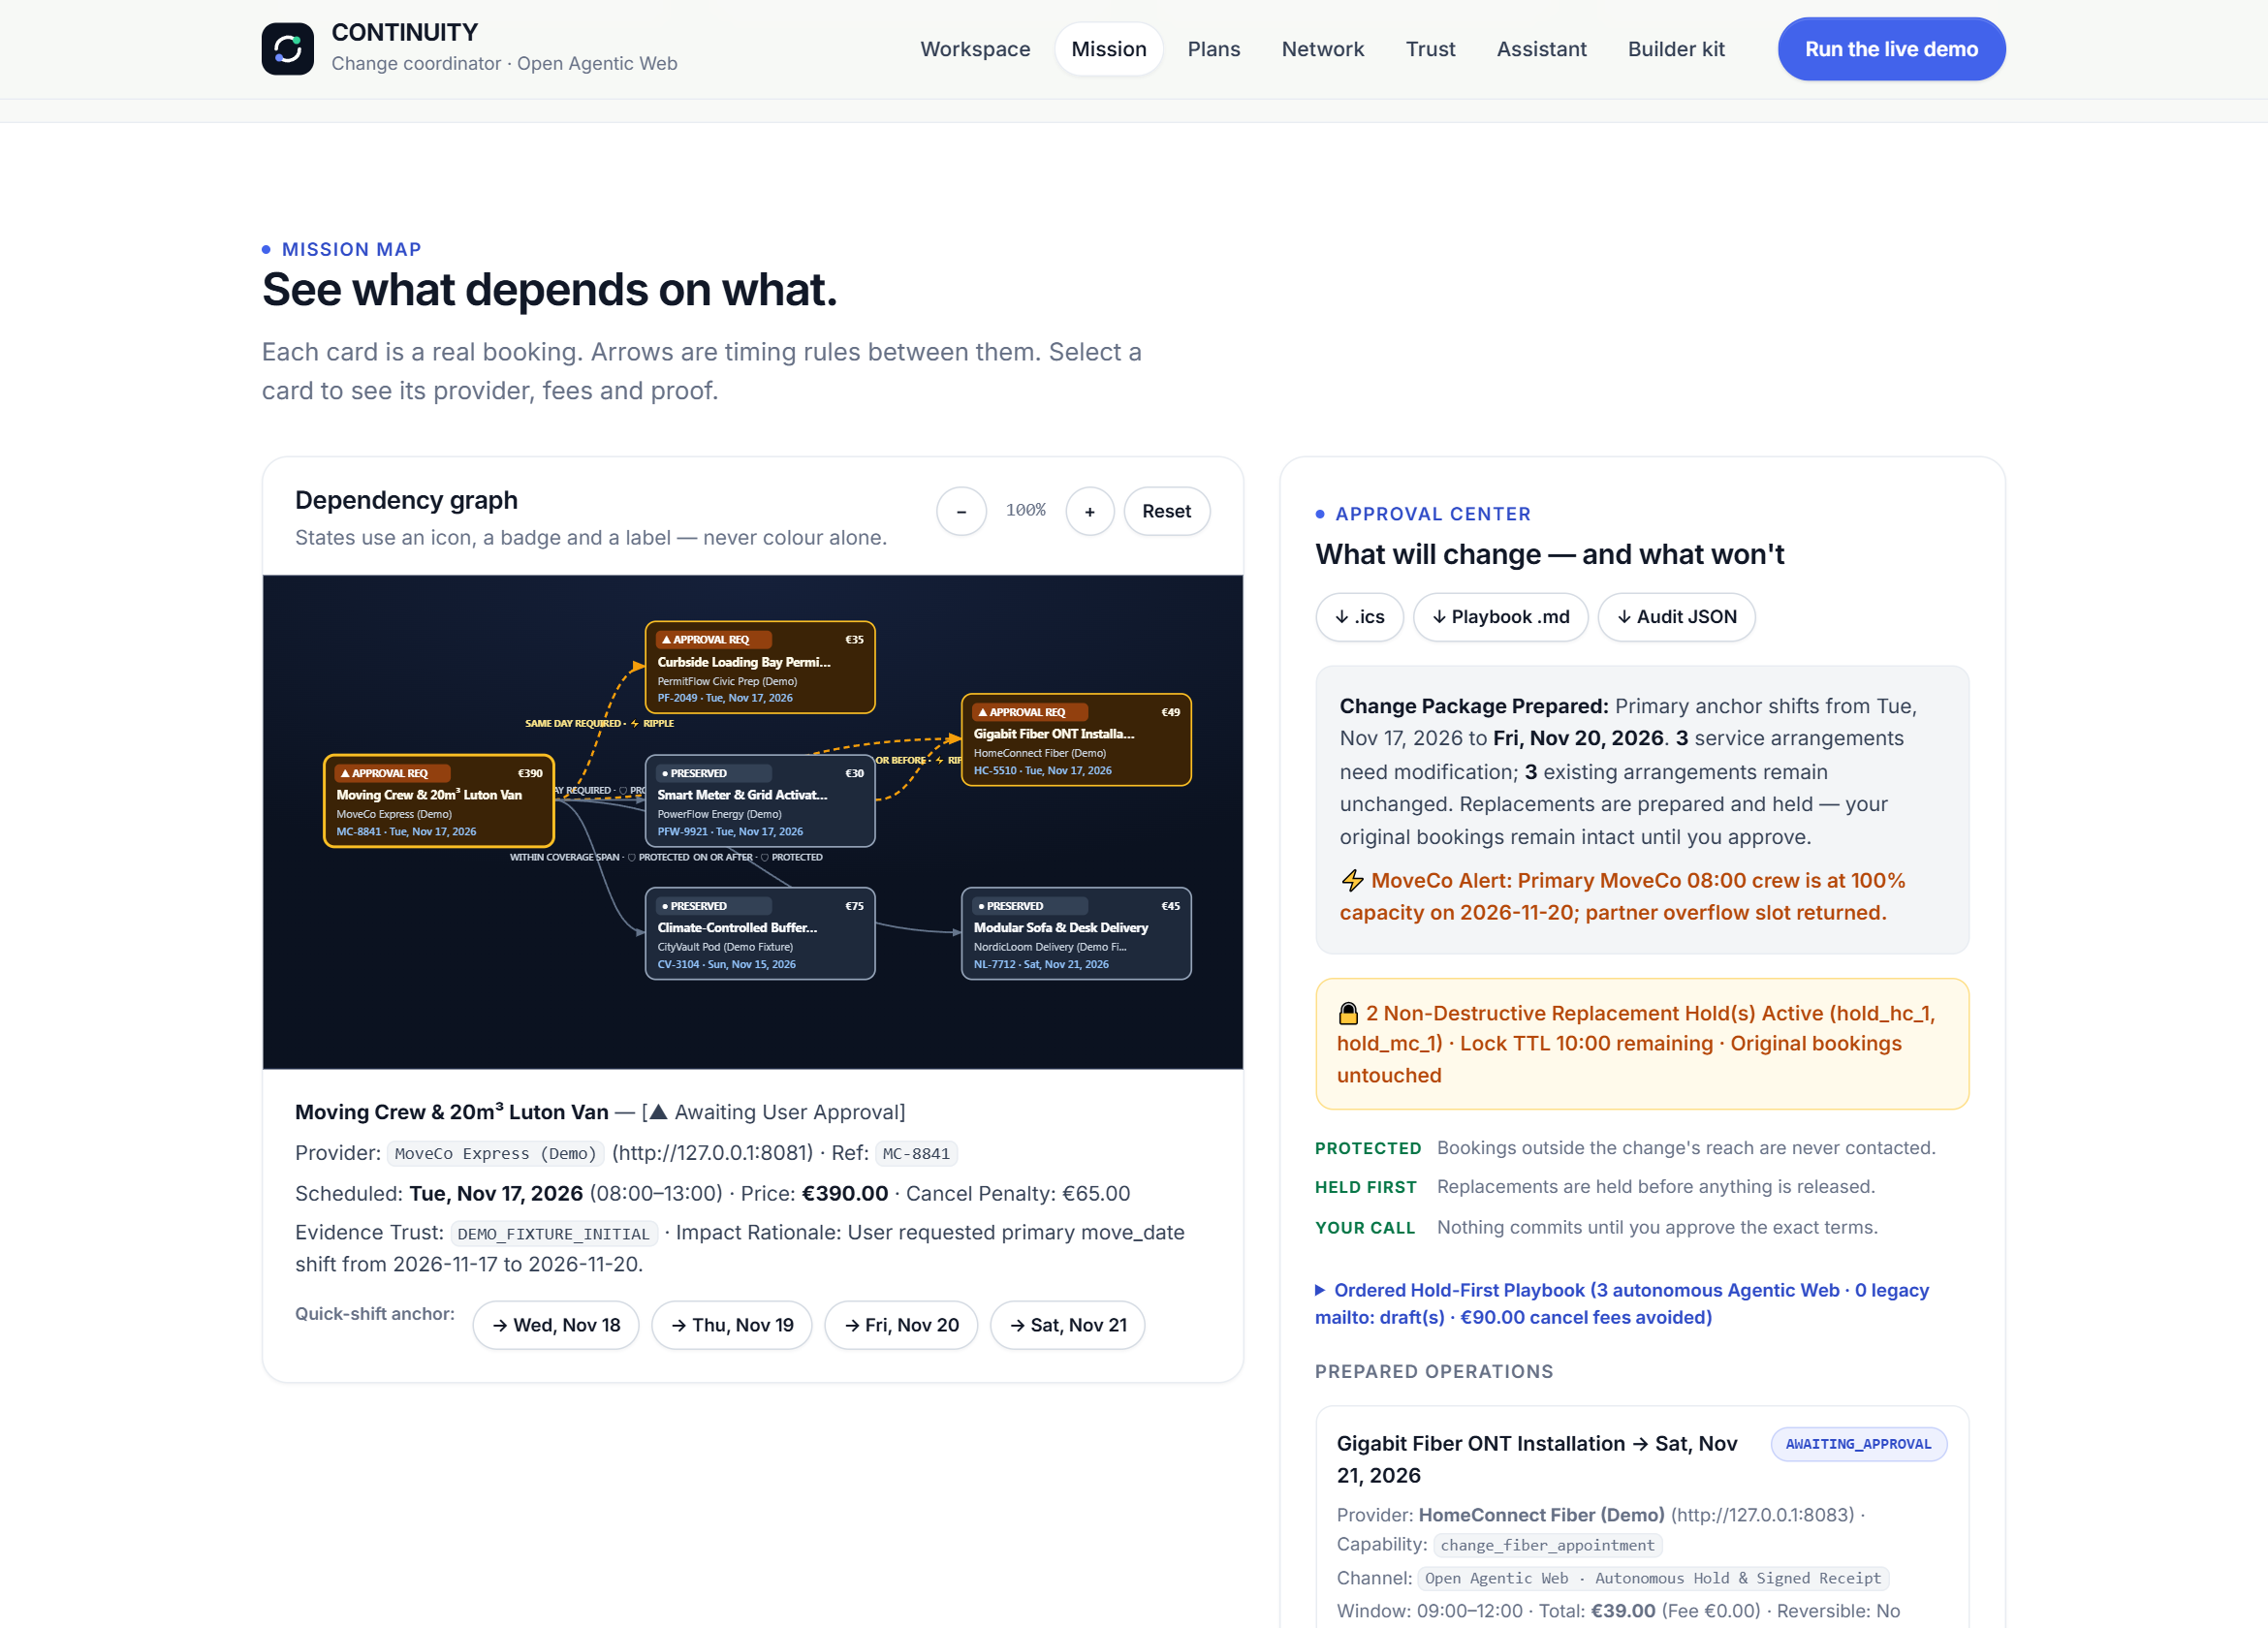 CONTINUITY
Change coordinator · Open Agentic Web
Workspace
Mission
Plans
Network
Trust
Assistant
Builder kit
Run the live demo
MISSION MAP
See what depends on what.
Each card is a real booking. Arrows are timing rules between them. Select a
card to see its provider, fees and proof.
Dependency graph
States use an icon, a badge and a label — never colour alone.
−
100%
+
Reset
▲ APPROVAL REQ €35
Curbside Loading Bay Permi...
PermitFlow Civic Prep (Demo)
PF-2049 · Tue, Nov 17, 2026
SAME DAY REQUIRED · ⚡ RIPPLE
▲ APPROVAL REQ €49
Gigabit Fiber ONT Installa...
HomeConnect Fiber (Demo)
HC-5510 · Tue, Nov 17, 2026
OR BEFORE · ⚡ RIP
▲ APPROVAL REQ €390
Moving Crew & 20m³ Luton Van
MoveCo Express (Demo)
MC-8841 · Tue, Nov 17, 2026
AY REQUIRED · 🛡 PRO
● PRESERVED €30
Smart Meter & Grid Activat...
PowerFlow Energy (Demo)
PFW-9921 · Tue, Nov 17, 2026
WITHIN COVERAGE SPAN · 🛡 PROTECTED ON OR AFTER · 🛡 PROTECTED
● PRESERVED €75
Climate-Controlled Buffer...
CityVault Pod (Demo Fixture)
CV-3104 · Sun, Nov 15, 2026
● PRESERVED €45
Modular Sofa & Desk Delivery
NordicLoom Delivery (Demo Fi...
NL-7712 · Sat, Nov 21, 2026
Moving Crew & 20m³ Luton Van — [▲ Awaiting User Approval]
Provider: MoveCo Express (Demo) (http://127.0.0.1:8081) · Ref: MC-8841
Scheduled: Tue, Nov 17, 2026 (08:00–13:00) · Price: €390.00 · Cancel Penalty: €65.00
Evidence Trust: DEMO_FIXTURE_INITIAL · Impact Rationale: User requested primary move_date
shift from 2026-11-17 to 2026-11-20.
Quick-shift anchor:
→ Wed, Nov 18
→ Thu, Nov 19
→ Fri, Nov 20
→ Sat, Nov 21
APPROVAL CENTER
What will change — and what won't
↓ .ics
↓ Playbook .md
↓ Audit JSON
Change Package Prepared: Primary anchor shifts from Tue,
Nov 17, 2026 to Fri, Nov 20, 2026. 3 service arrangements
need modification; 3 existing arrangements remain
unchanged. Replacements are prepared and held — your
original bookings remain intact until you approve.
⚡ MoveCo Alert: Primary MoveCo 08:00 crew is at 100%
capacity on 2026-11-20; partner overflow slot returned.
🔒 2 Non-Destructive Replacement Hold(s) Active (hold_hc_1,
hold_mc_1) · Lock TTL 10:00 remaining · Original bookings
untouched
PROTECTED Bookings outside the change's reach are never contacted.
HELD FIRST Replacements are held before anything is released.
YOUR CALL Nothing commits until you approve the exact terms.
▶ Ordered Hold-First Playbook (3 autonomous Agentic Web · 0 legacy
mailto: draft(s) · €90.00 cancel fees avoided)
PREPARED OPERATIONS
Gigabit Fiber ONT Installation → Sat, Nov
21, 2026
AWAITING_APPROVAL
Provider: HomeConnect Fiber (Demo) (http://127.0.0.1:8083) ·
Capability: change_fiber_appointment
Channel: Open Agentic Web · Autonomous Hold & Signed Receipt
Window: 09:00–12:00 · Total: €39.00 (Fee €0.00) · Reversible: No